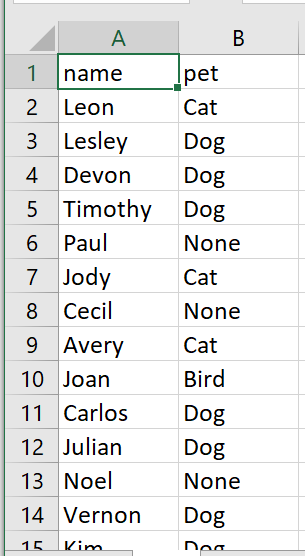 A B
1 name pet
2 Leon Cat
3 Lesley Dog
4 Devon Dog
5 Timothy Dog
6 Paul None
7 Jody Cat
8 Cecil None
9 Avery Cat
10 Joan Bird
11 Carlos Dog
12 Julian Dog
13 Noel None
14 Vernon Dog
15 Kim Dog